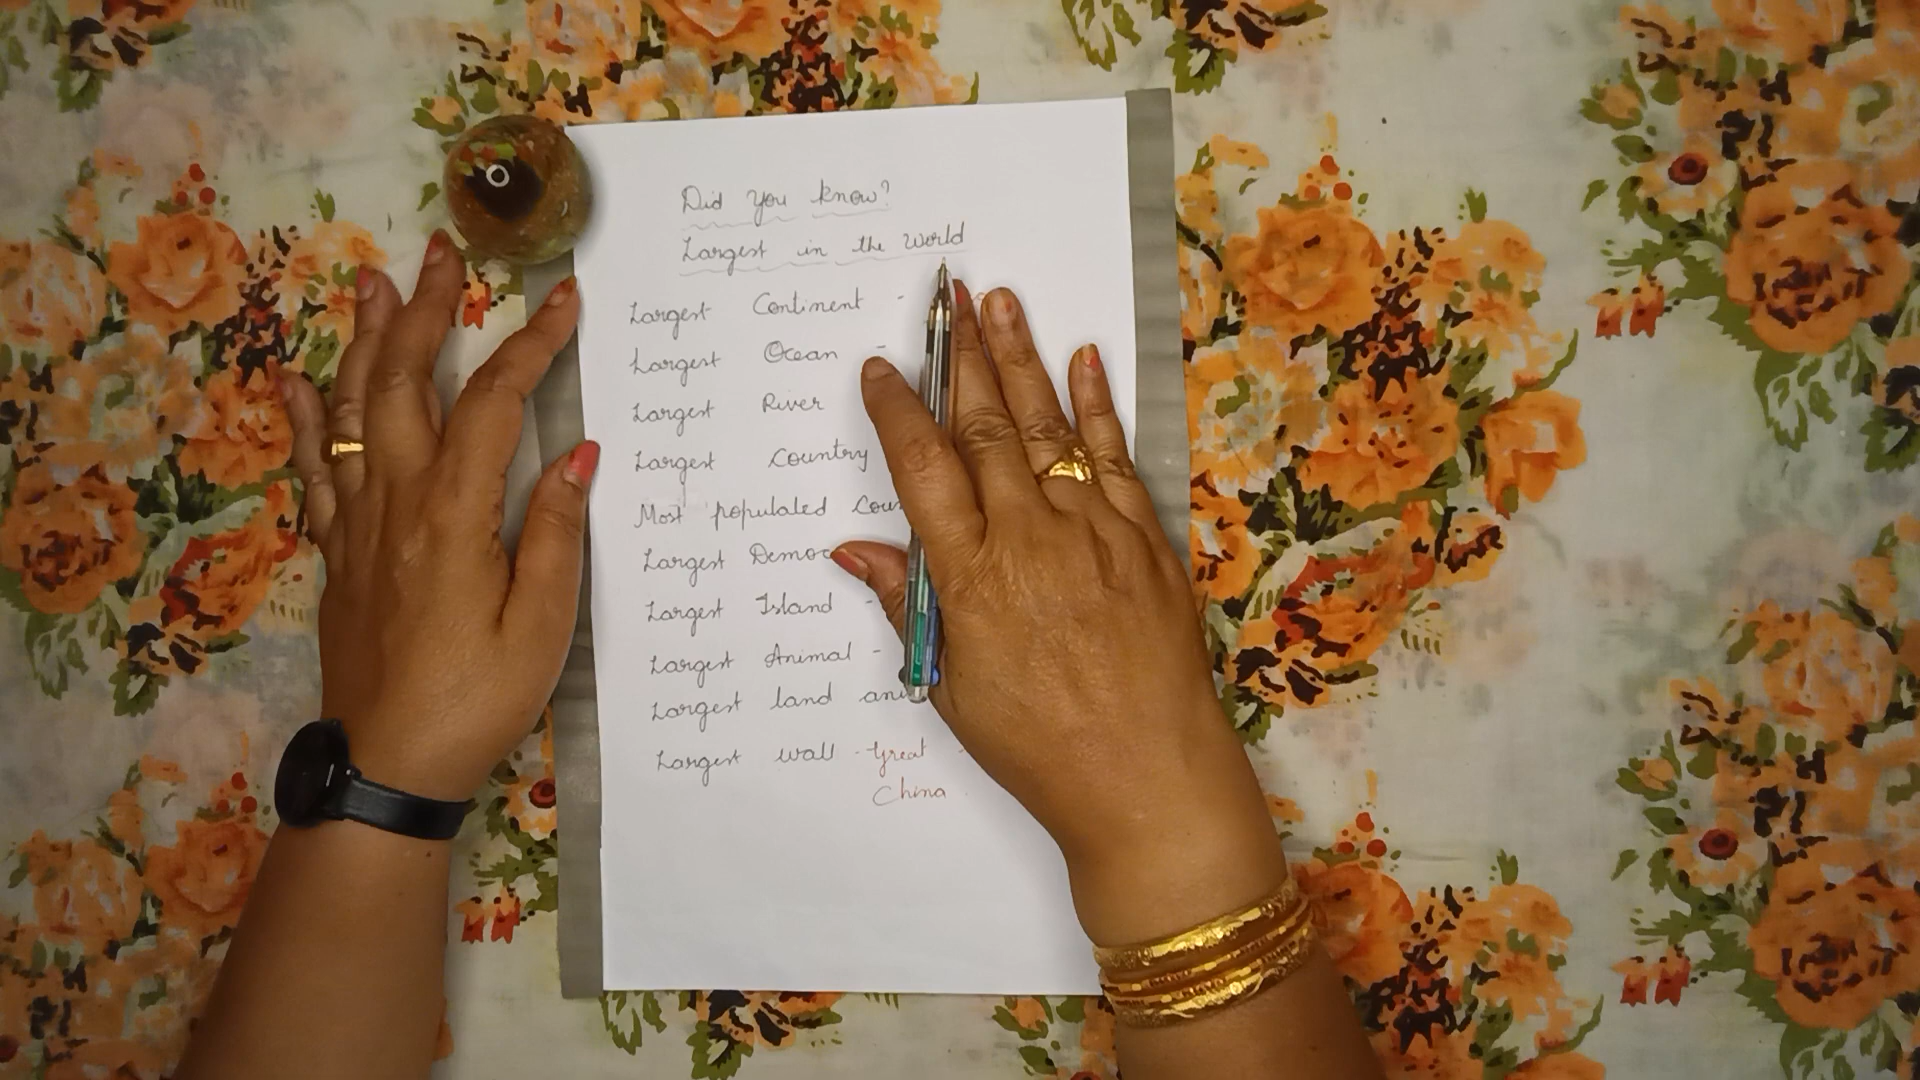 Did you know?
Largest in the world
Largest Continent -
Largest Ocean -
Largest River
Largest Country
Most populated
Largest
Largest Island -
Largest Animal -
Largest land
Largest wall - Great -
China